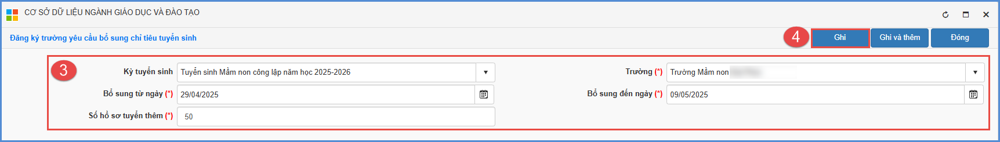 CƠ SỞ DỮ LIỆU NGÀNH GIÁO DỤC VÀ ĐÀO TẠO
Đăng ký trường yêu cầu bổ sung chỉ tiêu tuyển sinh
4 Ghi Ghi và thêm Đóng
3 Kỳ tuyển sinh Tuyển sinh Mầm non công lập năm học 2025-2026 Trường (*) Trường Mầm non
Bổ sung từ ngày (*) 29/04/2025 Bổ sung đến ngày (*) 09/05/2025
Số hồ sơ tuyển thêm (*) 50